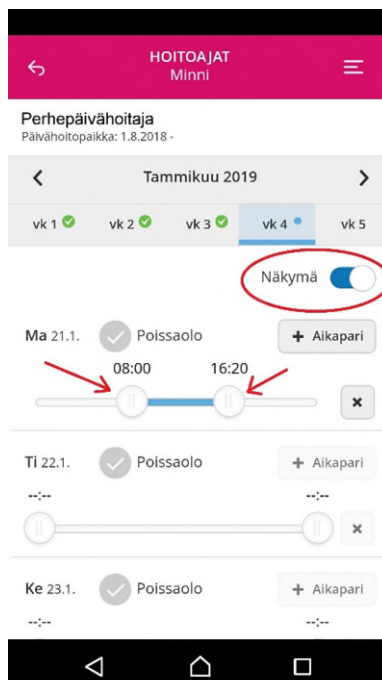 HOITOAJAT
Minni
Perhepäivähoitaja
Päivähoitopaikka: 1.8.2018 -
Tammikuu 2019
vk 1 vk 2 vk 3 vk 4 vk 5
Näkymä
Ma 21.1. Poissaolo + Aikapari
08:00 16:20
Ti 22.1. Poissaolo + Aikapari
--:-- --:--
Ke 23.1. Poissaolo + Aikapari
--:-- --:--